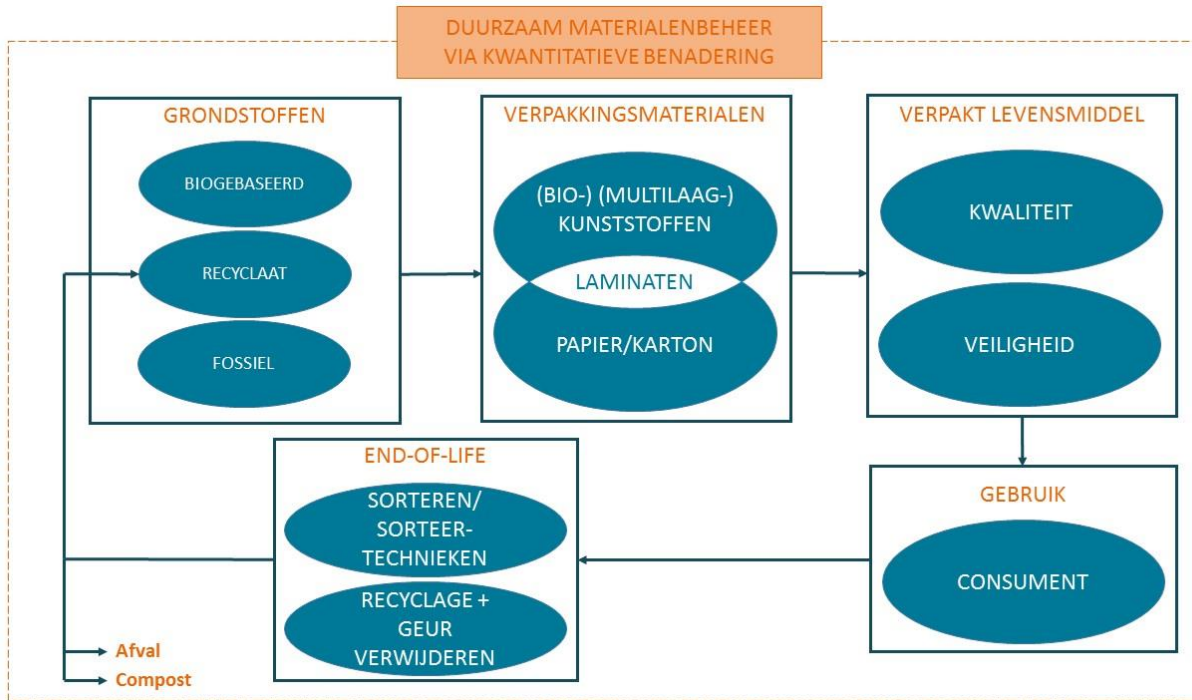 DUURZAAM MATERIALENBEHEER
VIA KWANTITATIEVE BENADERING
GRONDSTOFFEN
BIOGEBASEERD
RECYCLAAT
FOSSIEL
VERPAKKINGSMATERIALEN
(BIO-) (MULTILAAG-)
KUNSTSTOFFEN
LAMINATEN
PAPIER/KARTON
VERPAKT LEVENSMIDDEL
KWALITEIT
VEILIGHEID
GEBRUIK
CONSUMENT
END-OF-LIFE
SORTEREN/
SORTEER-
TECHNIEKEN
RECYCLAGE +
GEUR
VERWIJDEREN
Afval
Compost